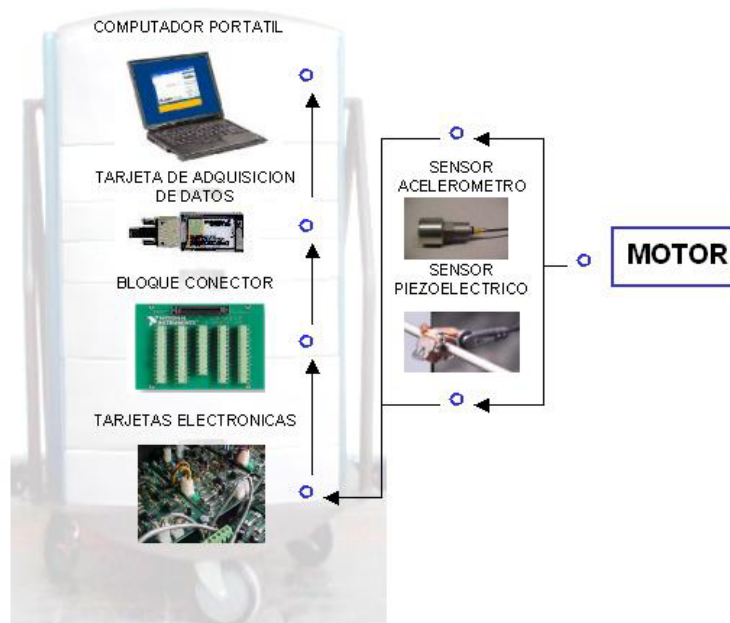 COMPUTADOR PORTATIL
TARJETA DE ADQUISICION
DE DATOS
BLOQUE CONECTOR
TARJETAS ELECTRONICAS
SENSOR
ACELEROMETRO
SENSOR
PIEZOELECTRICO
MOTOR